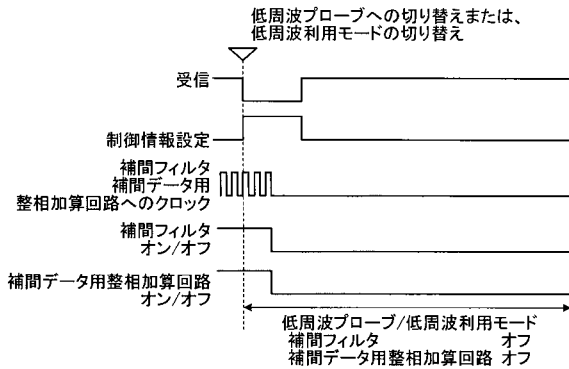 低周波プローブへの切り替えまたは、
低周波利用モードの切り替え
受信
制御情報設定
補間フィルタ
補間データ用
整相加算回路へのクロック
補間フィルタ
オン/オフ
補間データ用整相加算回路
オン/オフ
低周波プローブ/低周波利用モード
補間フィルタ オフ
補間データ用整相加算回路 オフ